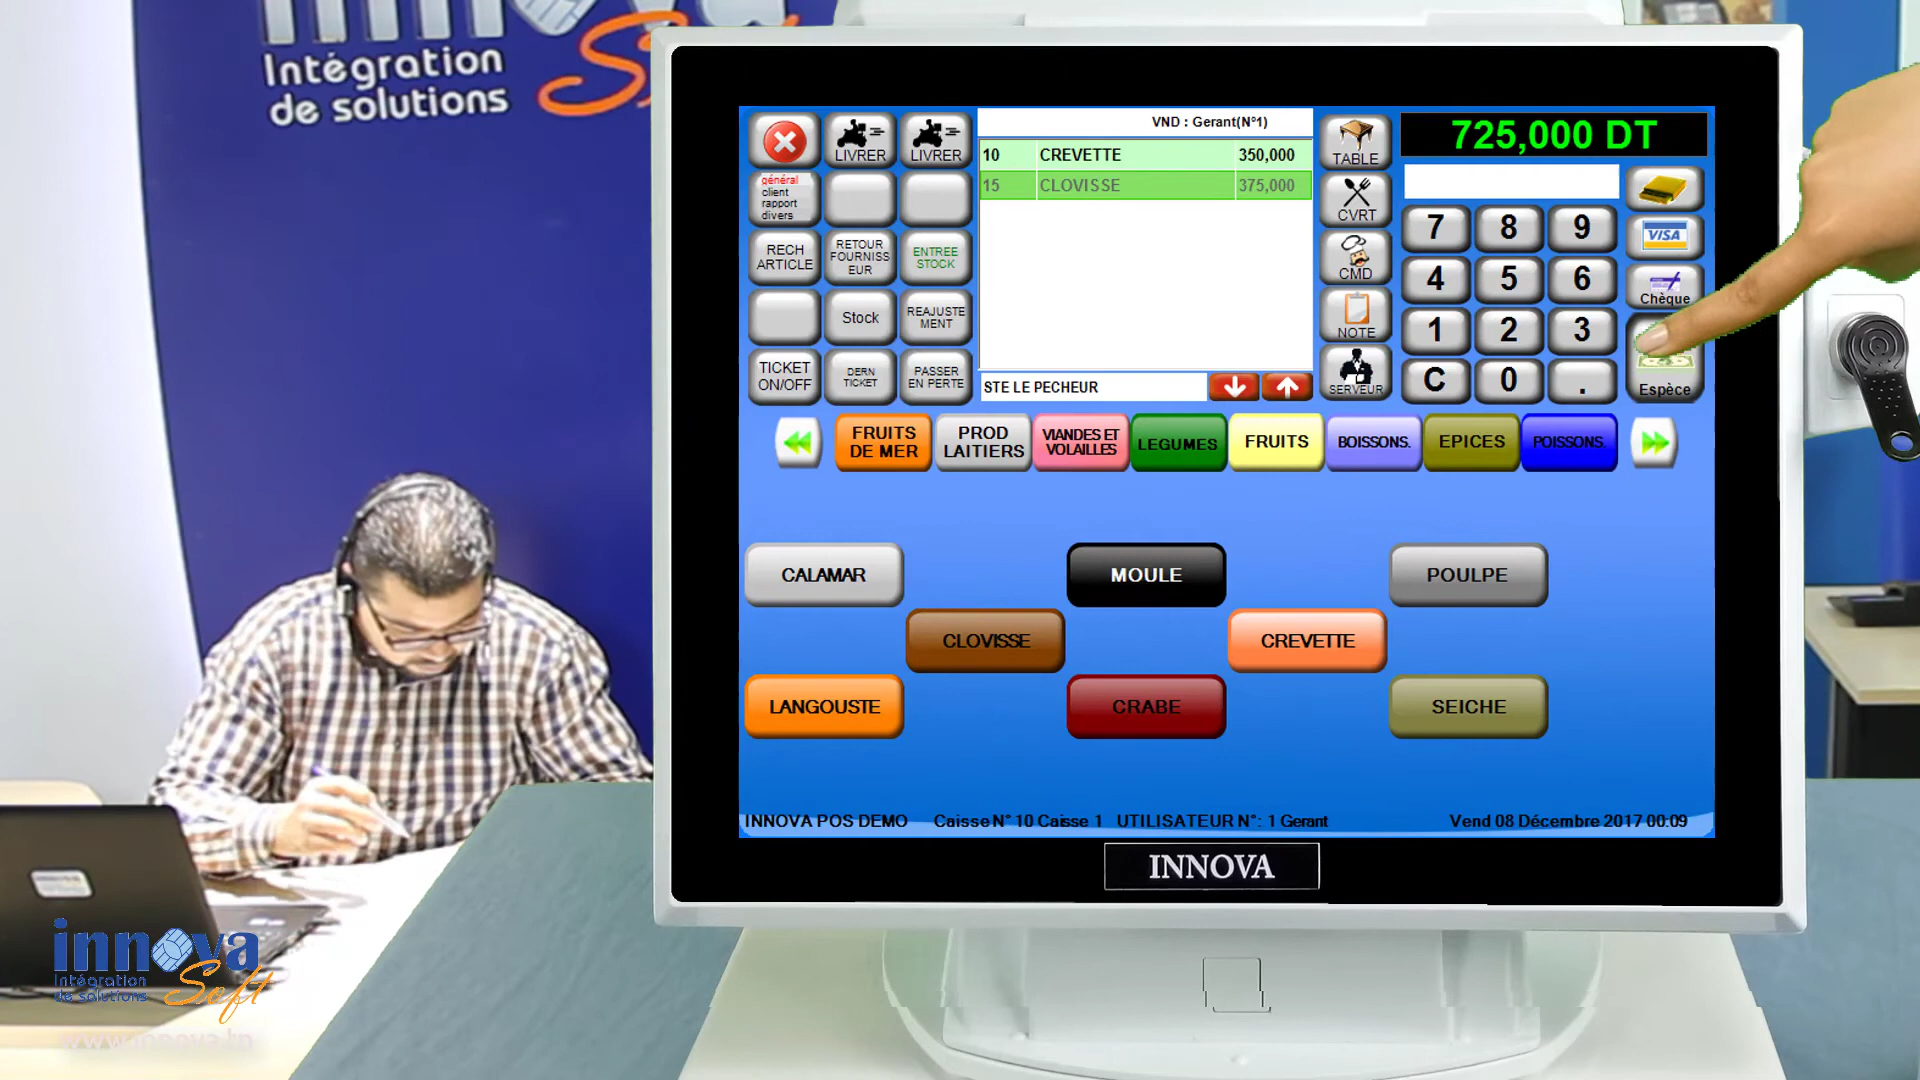 innova
Intégration
de solutions
S
VND : Gerant(N°1)
10 CREVETTE 350,000
15 CLOVISSE 375,000
STE LE PECHEUR
LIVRER
LIVRER
général
client
rapport
divers
RECH
ARTICLE
RETOUR
FOURNISS
EUR
ENTREE
STOCK
Stock
REAJUSTE
MENT
TICKET
ON/OFF
DERN
TICKET
PASSER
EN PERTE
TABLE
CVRT
CMD
NOTE
SERVEUR
725,000 DT
7 8 9
4 5 6
1 2 3
C 0 .
VISA
Chèque
Espèce
FRUITS
DE MER
PROD
LAITIERS
VIANDES ET
VOLAILLES
LEGUMES
FRUITS
BOISSONS.
EPICES
POISSONS.
CALAMAR
MOULE
POULPE
CLOVISSE
CREVETTE
LANGOUSTE
CRABE
SEICHE
INNOVA POS DEMO Caisse N° 10 Caisse 1 UTILISATEUR N°: 1 Gerant Vend 08 Décembre 2017 00:09
INNOVA
innova
Intégration
de solutions
Soft
www.innova.tn